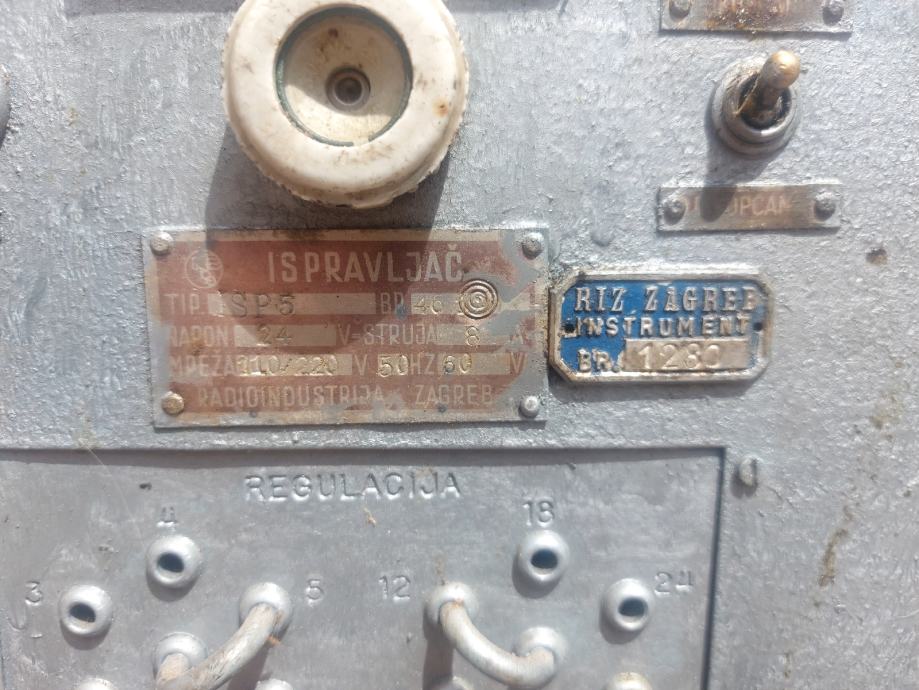 ISPRAVLJAČ
TIP ISP5 BR 46
NAPON 24 V-STRUJA 8 A
MREŽA 110/220 V 50HZ 60 V
RADIOINDUSTRIJA ZAGREB
RIZ ZAGREB
INSTRUMENT
BR. 1280
REGULACIJA
4 18
3 5 12 24